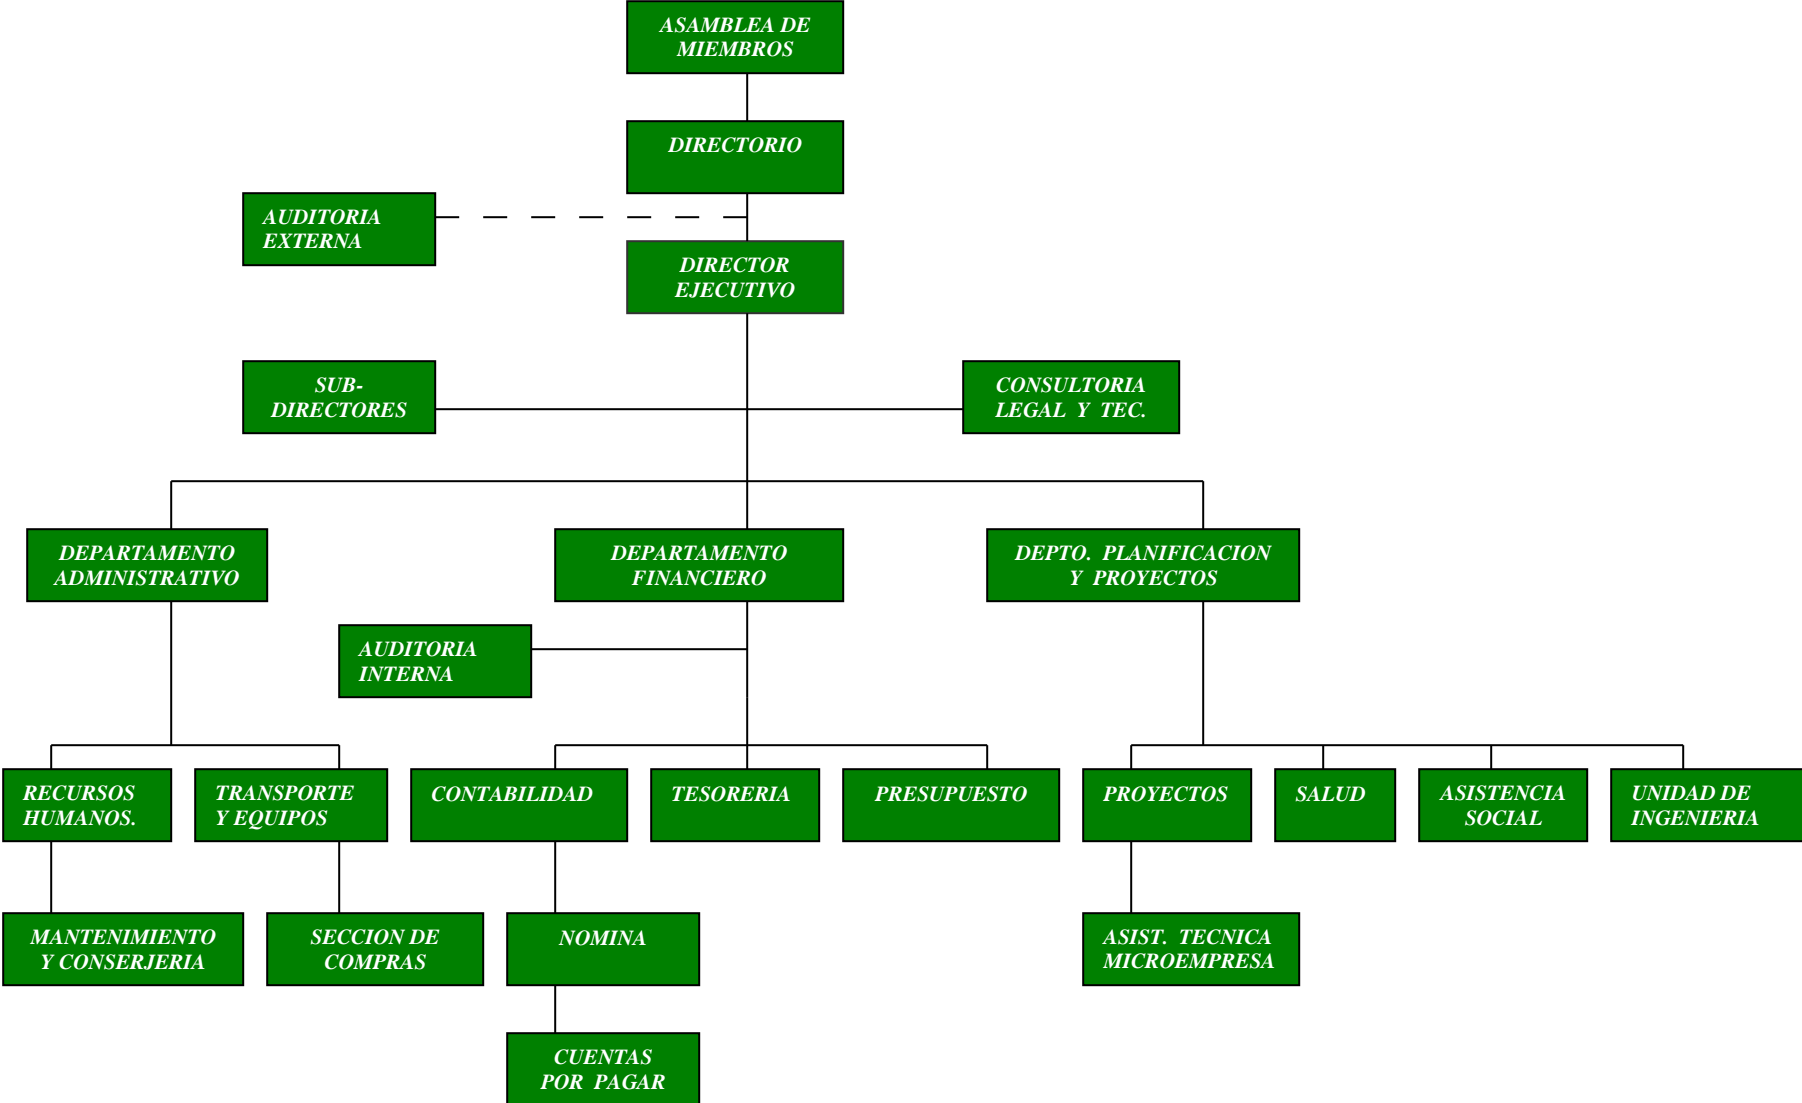 ASAMBLEA DE
MIEMBROS
DIRECTORIO
AUDITORIA
EXTERNA
DIRECTOR
EJECUTIVO
SUB-
DIRECTORES
CONSULTORIA
LEGAL Y TEC.
DEPARTAMENTO
ADMINISTRATIVO
DEPARTAMENTO
FINANCIERO
DEPTO. PLANIFICACION
Y PROYECTOS
AUDITORIA
INTERNA
RECURSOS
HUMANOS.
TRANSPORTE
Y EQUIPOS
CONTABILIDAD
TESORERIA
PRESUPUESTO
PROYECTOS
SALUD
ASISTENCIA
SOCIAL
UNIDAD DE
INGENIERIA
MANTENIMIENTO
Y CONSERJERIA
SECCION DE
COMPRAS
NOMINA
ASIST. TECNICA
MICROEMPRESA
CUENTAS
POR PAGAR